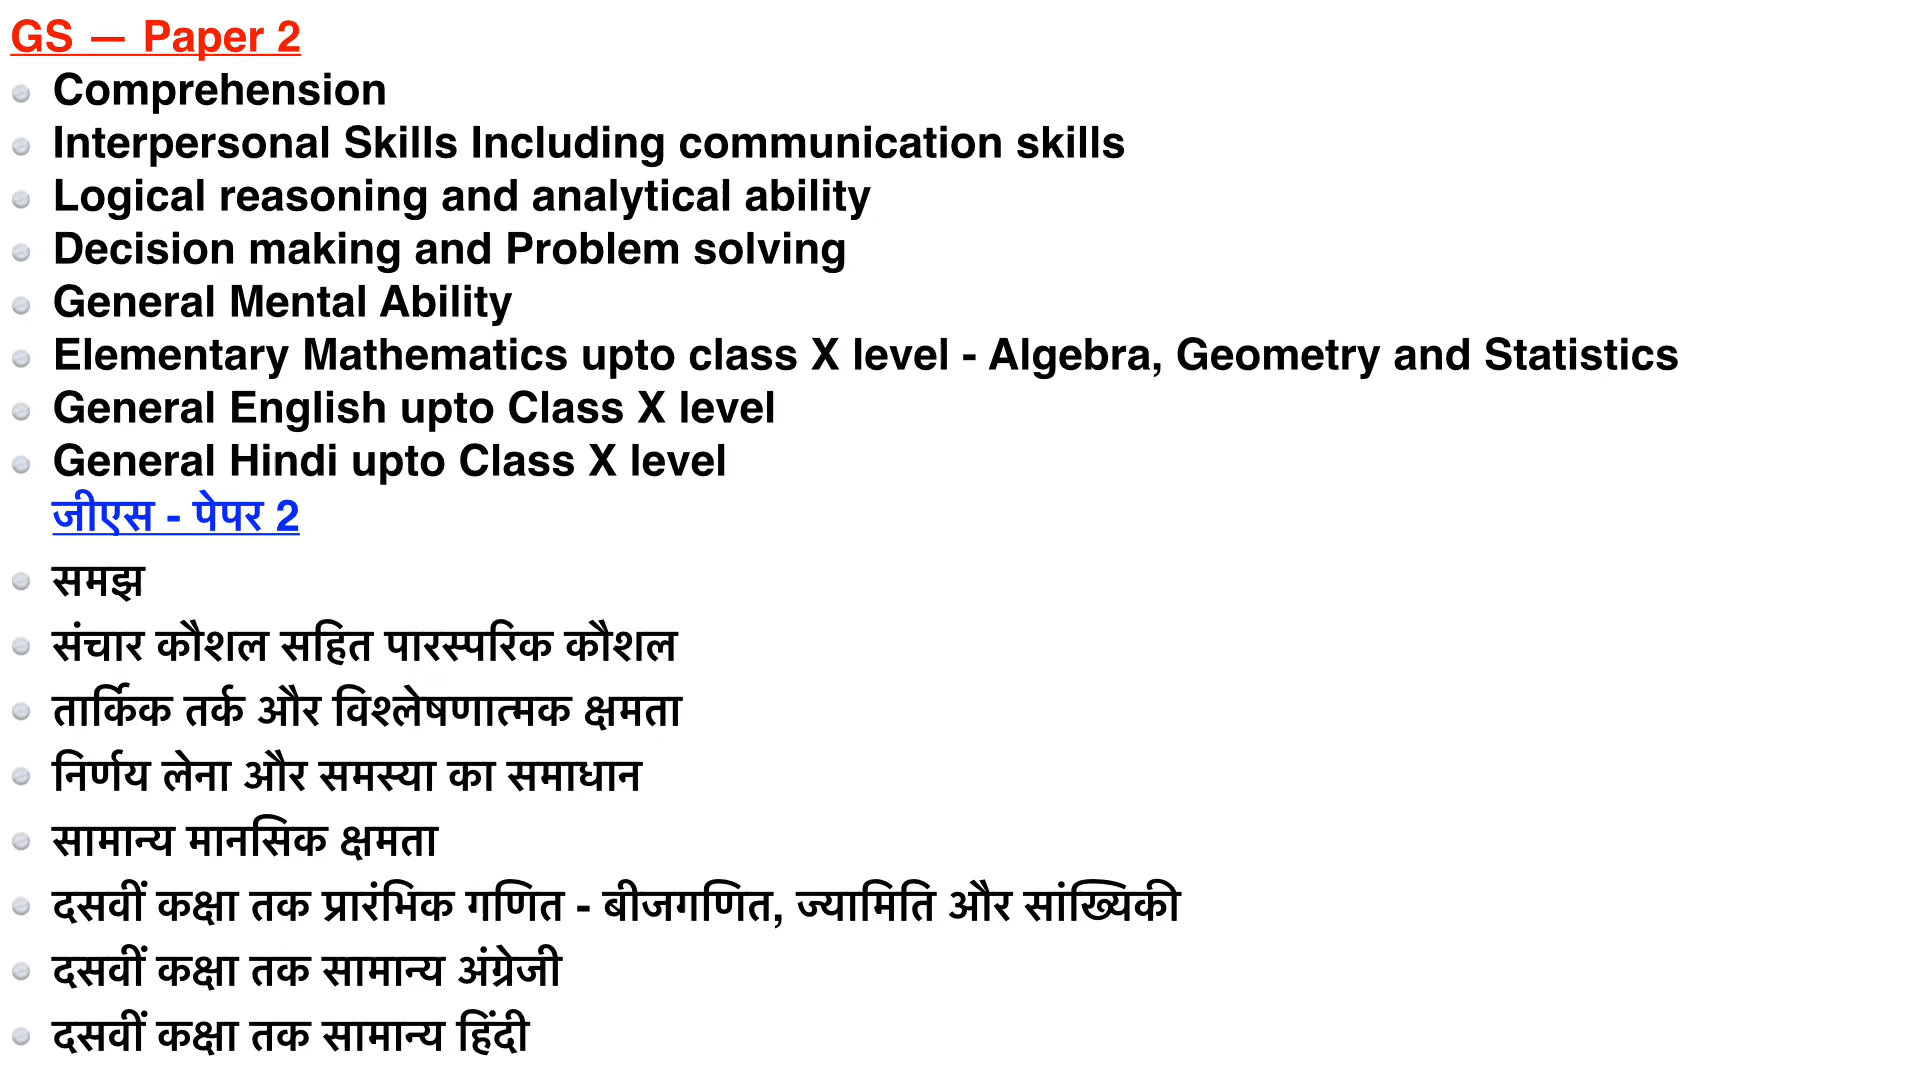 GS — Paper 2
Comprehension
Interpersonal Skills Including communication skills
Logical reasoning and analytical ability
Decision making and Problem solving
General Mental Ability
Elementary Mathematics upto class X level - Algebra, Geometry and Statistics
General English upto Class X level
General Hindi upto Class X level
जीएस - पेपर 2
समझ
संचार कौशल सहित पारस्परिक कौशल
तार्किक तर्क और विश्लेषणात्मक क्षमता
निर्णय लेना और समस्या का समाधान
सामान्य मानसिक क्षमता
दसवीं कक्षा तक प्रारंभिक गणित - बीजगणित, ज्यामिति और सांख्यिकी
दसवीं कक्षा तक सामान्य अंग्रेजी
दसवीं कक्षा तक सामान्य हिंदी